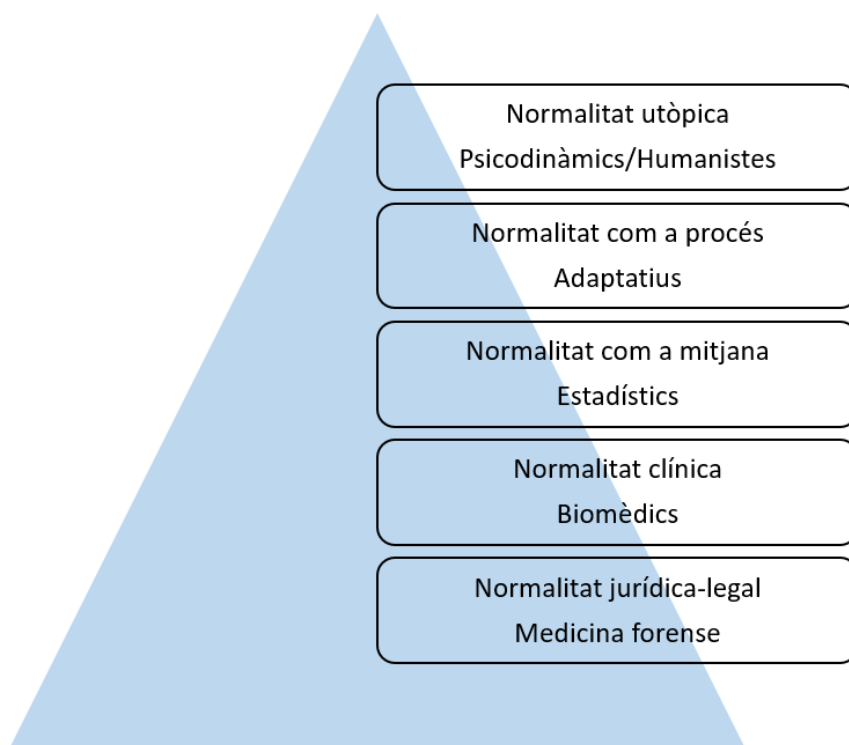 Normalitat utòpica
Psicodinàmics/Humanistes
Normalitat com a procés
Adaptatius
Normalitat com a mitjana
Estadístics
Normalitat clínica
Biomèdics
Normalitat jurídica-legal
Medicina forense